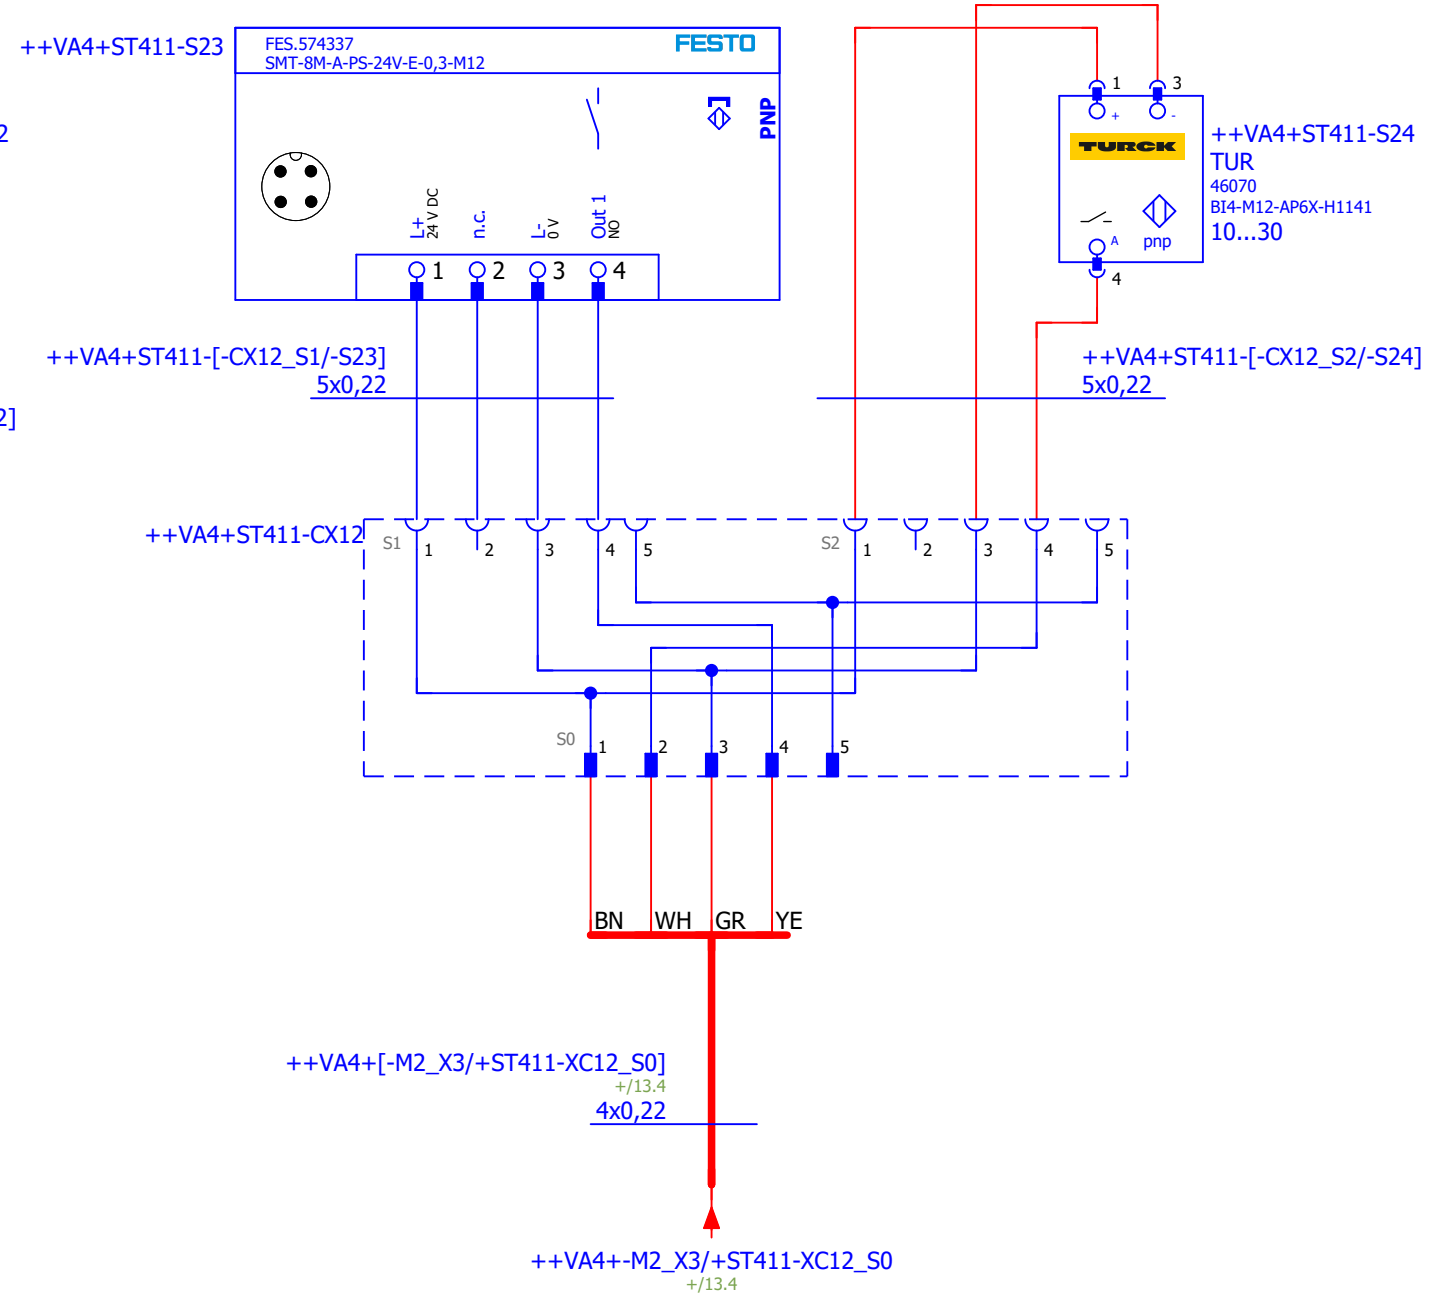 ++VA4+ST411-S23
FES.574337
SMT-8M-A-PS-24V-E-0,3-M12
FESTO
PNP
L+
24 V DC
n.c.
L-
0 V
Out 1
NO
1 2 3 4
2
1 3
+ -
TURCK
A
pnp
4
++VA4+ST411-S24
TUR
46070
BI4-M12-AP6X-H1141
10...30
++VA4+ST411-[-CX12_S1/-S23]
5x0,22
++VA4+ST411-[-CX12_S2/-S24]
5x0,22
2]
++VA4+ST411-CX12
S1 1 2 3 4 5
S2 1 2 3 4 5
S0 1 2 3 4 5
BN WH GR YE
++VA4+[-M2_X3/+ST411-XC12_S0]
+/13.4
4x0,22
++VA4+-M2_X3/+ST411-XC12_S0
+/13.4